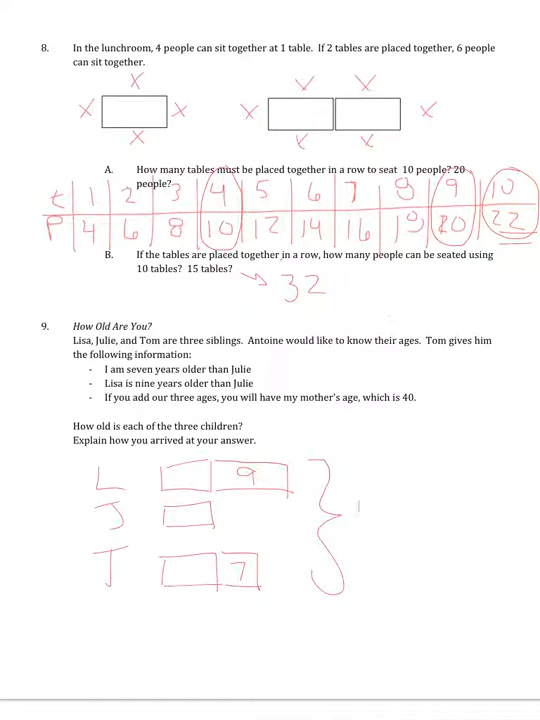 8. In the lunchroom, 4 people can sit together at 1 table. If 2 tables are placed together, 6 people
can sit together.
X X X
X X X X
X X X
A. How many tables must be placed together in a row to seat 10 people? 20
people?
t 1 2 3 4 5 6 7 8 9 10
P 4 6 8 10 12 14 16 18 20 22
B. If the tables are placed together in a row, how many people can be seated using
10 tables? 15 tables?
32
9. How Old Are You?
Lisa, Julie, and Tom are three siblings. Antoine would like to know their ages. Tom gives him
the following information:
- I am seven years older than Julie
- Lisa is nine years older than Julie
- If you add our three ages, you will have my mother's age, which is 40.
How old is each of the three children?
Explain how you arrived at your answer.
L 9
J
T 7